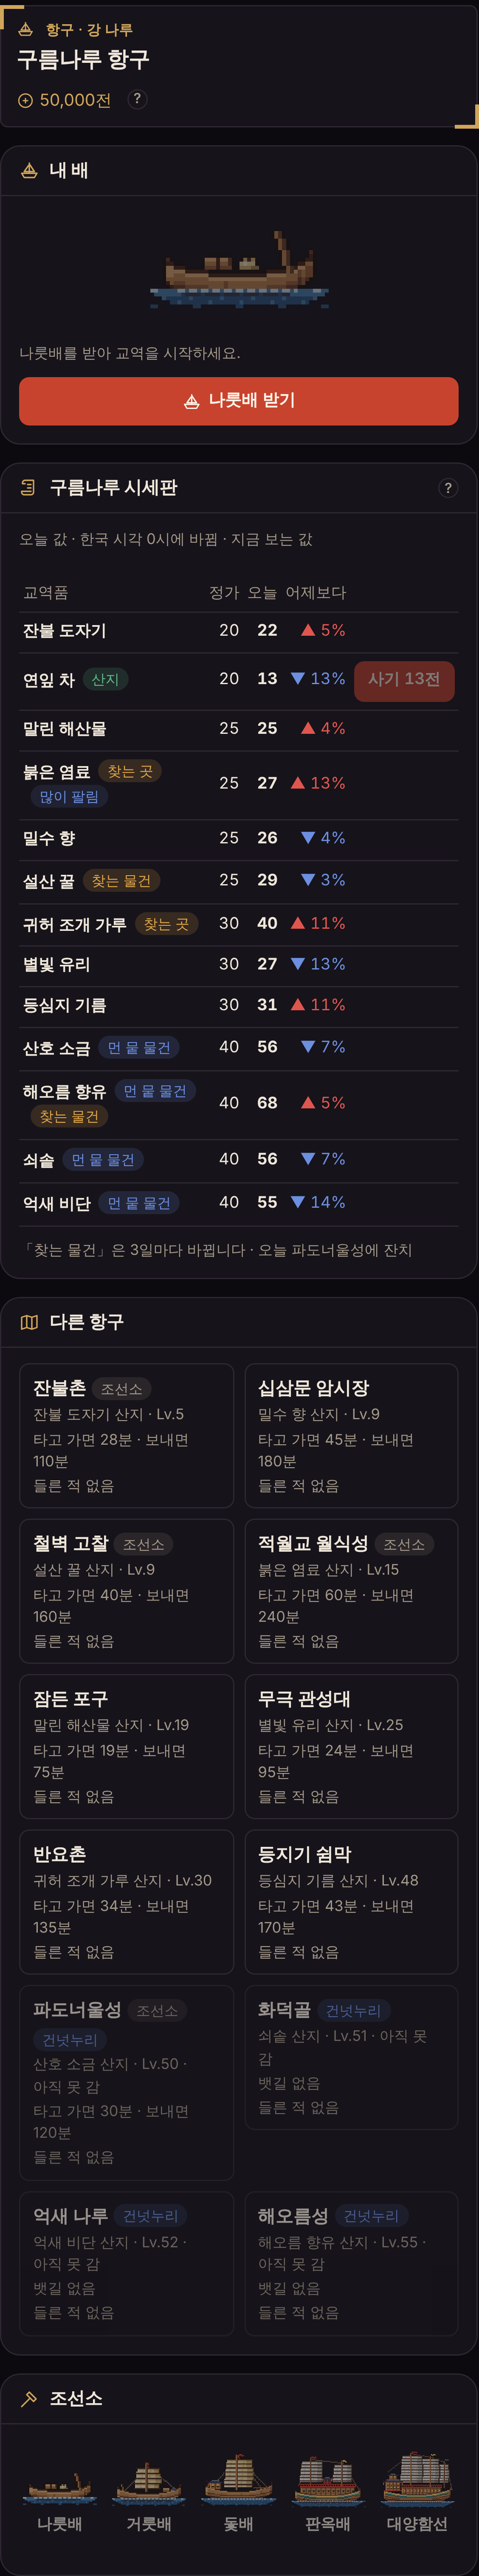 항구 · 강 나루
구름나루 항구
50,000전 ?
내 배
나룻배를 받아 교역을 시작하세요.
나룻배 받기
구름나루 시세판 ?
오늘 값 · 한국 시각 0시에 바뀜 · 지금 보는 값
교역품 정가 오늘 어제보다
잔불 도자기 20 22 ▲ 5%
연잎 차 산지 20 13 ▼ 13% 사기 13전
말린 해산물 25 25 ▲ 4%
붉은 염료 찾는 곳
많이 팔림 25 27 ▲ 13%
밀수 향 25 26 ▼ 4%
설산 꿀 찾는 물건 25 29 ▼ 3%
귀허 조개 가루 찾는 곳 30 40 ▲ 11%
별빛 유리 30 27 ▼ 13%
등심지 기름 30 31 ▲ 11%
산호 소금 먼 뭍 물건 40 56 ▼ 7%
해오름 향유 먼 뭍 물건
찾는 물건 40 68 ▲ 5%
쇠솥 먼 뭍 물건 40 56 ▼ 7%
억새 비단 먼 뭍 물건 40 55 ▼ 14%
「찾는 물건」은 3일마다 바뀝니다 · 오늘 파도너울성에 잔치
다른 항구
잔불촌 조선소
잔불 도자기 산지 · Lv.5
타고 가면 28분 · 보내면
110분
들른 적 없음
십삼문 암시장
밀수 향 산지 · Lv.9
타고 가면 45분 · 보내면
180분
들른 적 없음
철벽 고찰 조선소
설산 꿀 산지 · Lv.9
타고 가면 40분 · 보내면
160분
들른 적 없음
적월교 월식성 조선소
붉은 염료 산지 · Lv.15
타고 가면 60분 · 보내면
240분
들른 적 없음
잠든 포구
말린 해산물 산지 · Lv.19
타고 가면 19분 · 보내면
75분
들른 적 없음
무극 관성대
별빛 유리 산지 · Lv.25
타고 가면 24분 · 보내면
95분
들른 적 없음
반요촌
귀허 조개 가루 산지 · Lv.30
타고 가면 34분 · 보내면
135분
들른 적 없음
등지기 쉼막
등심지 기름 산지 · Lv.48
타고 가면 43분 · 보내면
170분
들른 적 없음
파도너울성 조선소
건넛누리
산호 소금 산지 · Lv.50 ·
아직 못 감
타고 가면 30분 · 보내면
120분
들른 적 없음
화덕골 건넛누리
쇠솥 산지 · Lv.51 · 아직 못
감
뱃길 없음
들른 적 없음
억새 나루 건넛누리
억새 비단 산지 · Lv.52 ·
아직 못 감
뱃길 없음
들른 적 없음
해오름성 건넛누리
해오름 향유 산지 · Lv.55 ·
아직 못 감
뱃길 없음
들른 적 없음
조선소
나룻배 거룻배 돛배 판옥배 대양함선